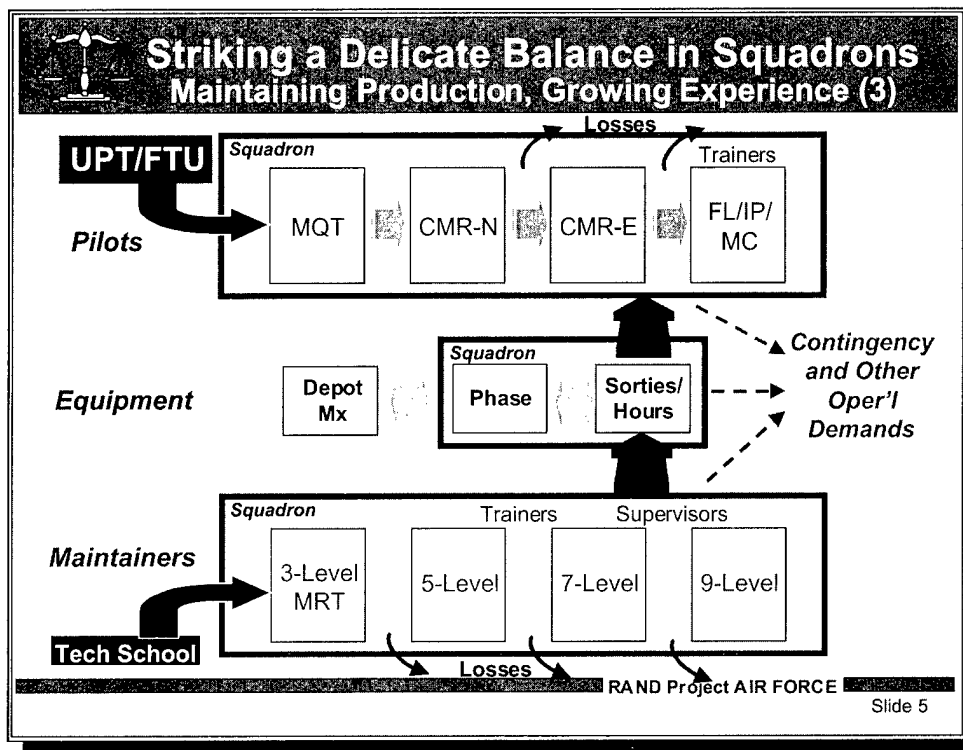 Striking a Delicate Balance in Squadrons
Maintaining Production, Growing Experience (3)
Losses
UPT/FTU
Squadron
Trainers
Pilots
MQT
CMR-N
CMR-E
FL/IP/
MC
Equipment
Depot
Mx
Squadron
Phase
Sorties/
Hours
Contingency
and Other
Oper'l
Demands
Squadron
Trainers
Supervisors
Maintainers
3-Level
MRT
5-Level
7-Level
9-Level
Tech School
Losses
RAND Project AIR FORCE
Slide 5